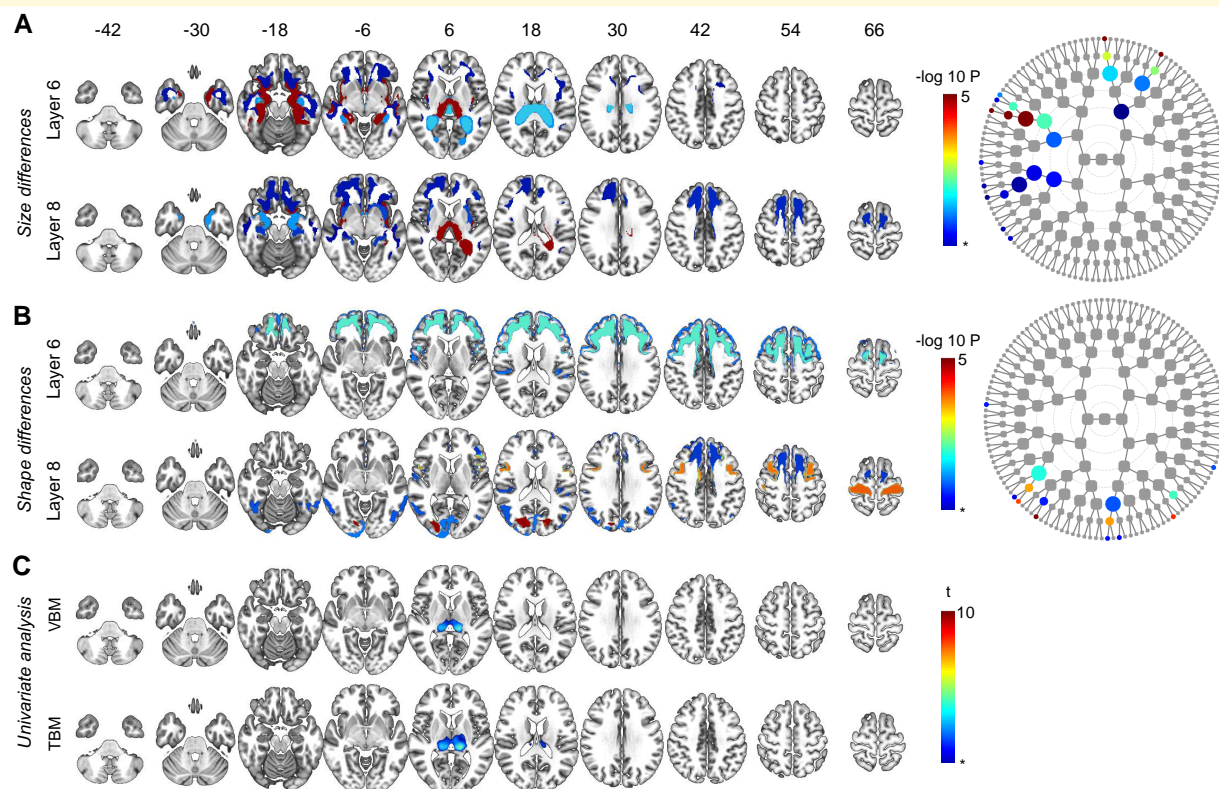 A
-42 -30 -18 -6 6 18 30 42 54 66
Size differences
Layer 6
Layer 8
-log 10 P
5
*
B
Shape differences
Layer 6
Layer 8
-log 10 P
5
*
C
Univariate analysis
VBM
TBM
t
10
*